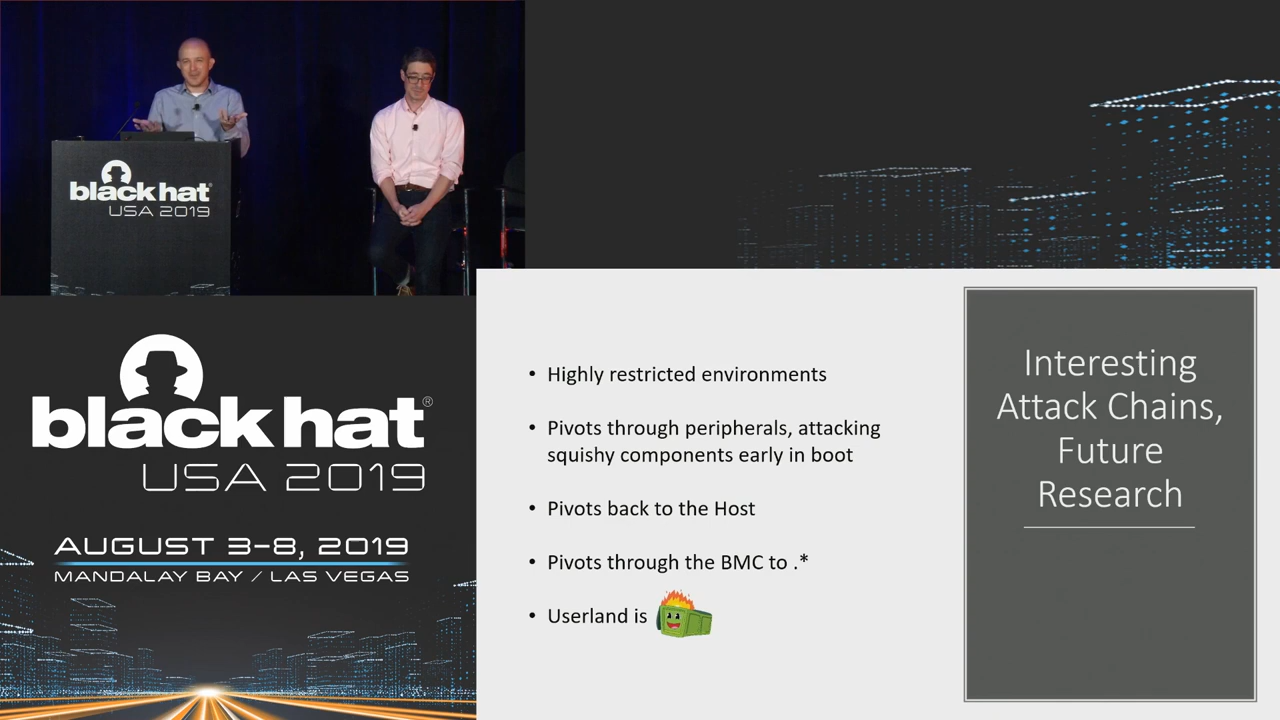 black hat
USA 2019
black hat®
USA 2019
AUGUST 3-8, 2019
MANDALAY BAY / LAS VEGAS
• Highly restricted environments
• Pivots through peripherals, attacking
squishy components early in boot
• Pivots back to the Host
• Pivots through the BMC to .*
• Userland is
Interesting
Attack Chains,
Future
Research